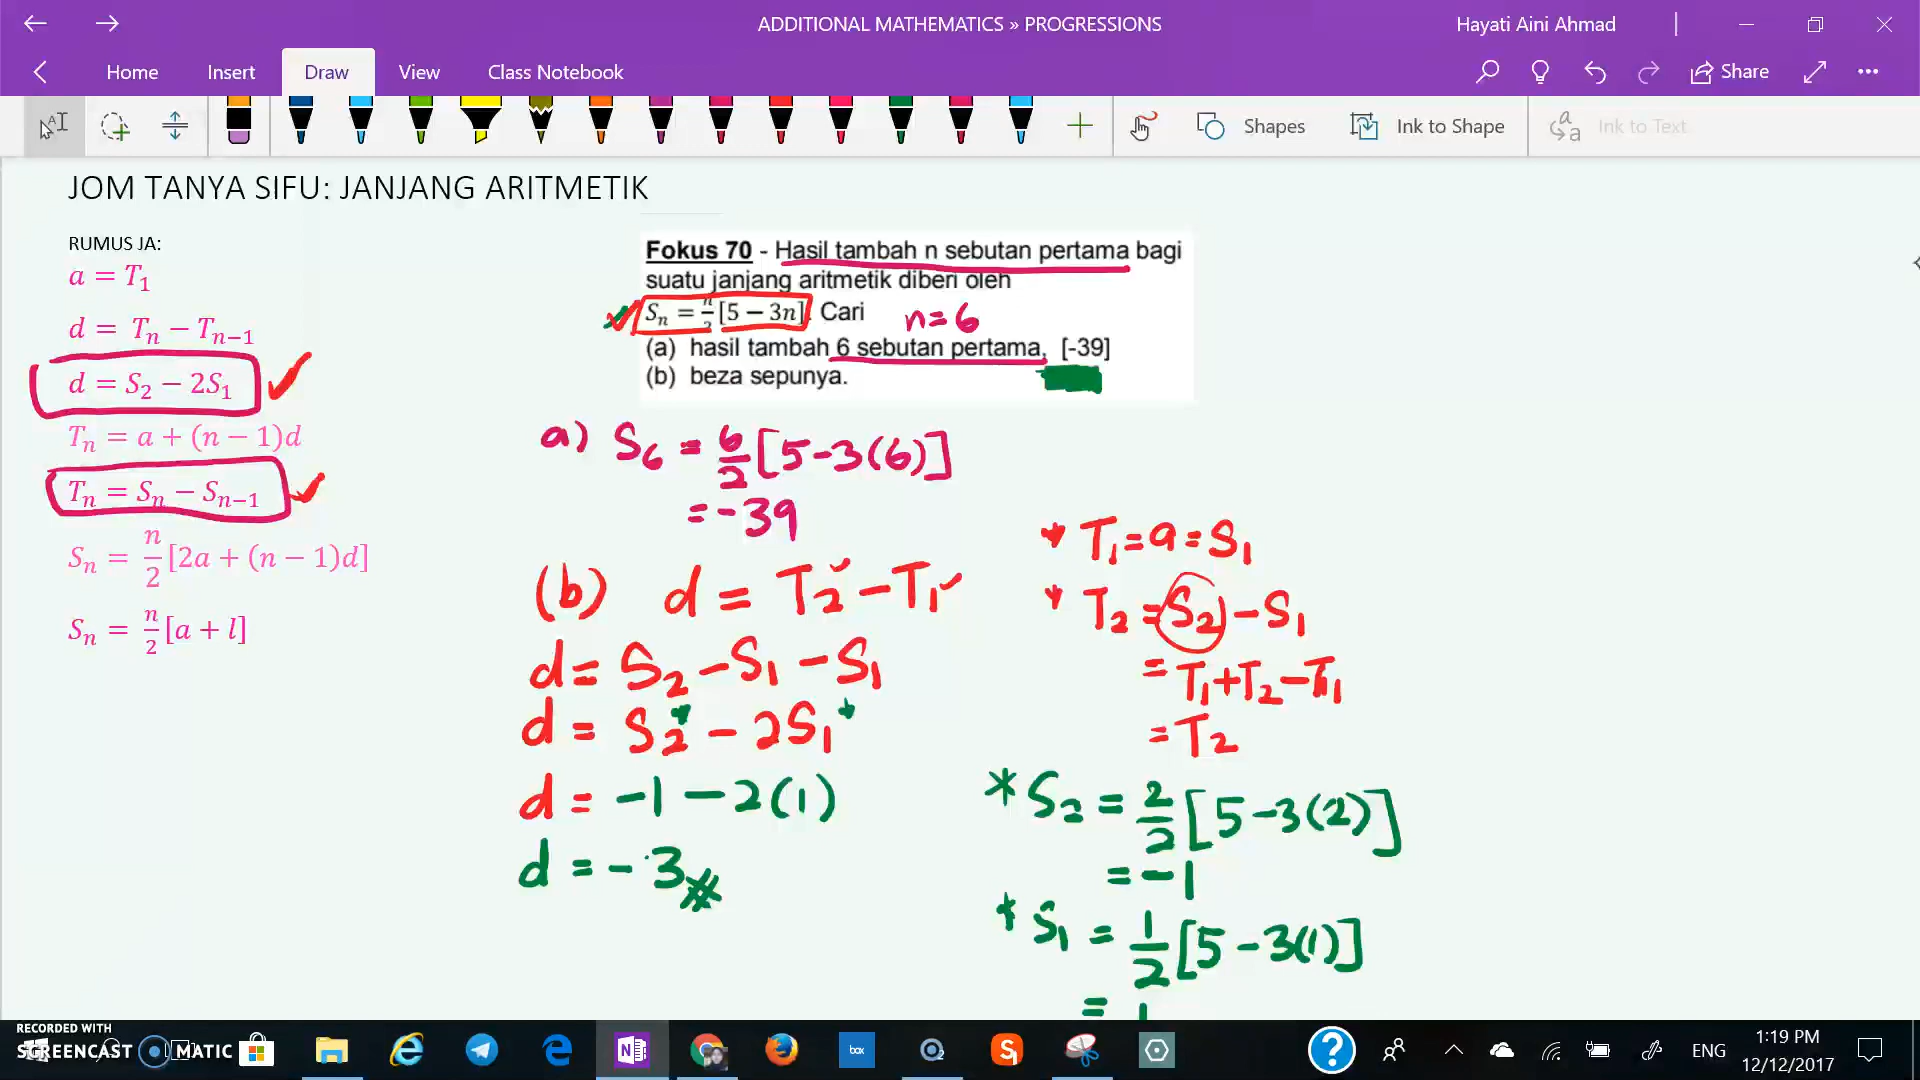 ADDITIONAL MATHEMATICS » PROGRESSIONS
Hayati Aini Ahmad
Home Insert Draw View Class Notebook
Share
Shapes
Ink to Shape
Ink to Text
JOM TANYA SIFU: JANJANG ARITMETIK
RUMUS JA:
a = T₁
d = Tₙ − Tₙ₋₁
d = S₂ − 2S₁
Tₙ = a + (n − 1)d
Tₙ = Sₙ − Sₙ₋₁
Sₙ = n/2 [2a + (n − 1)d]
Sₙ = n/2 [a + l]
Fokus 70 - Hasil tambah n sebutan pertama bagi
suatu janjang aritmetik diberi oleh
Sₙ = n/2 [5 − 3n]. Cari
n = 6
(a) hasil tambah 6 sebutan pertama, [-39]
(b) beza sepunya.
a) S₆ = 6/2 [5-3(6)]
= -39
(b) d = T₂ - T₁
d = S₂ - S₁ - S₁
d = S₂ - 2S₁
d = -1 - 2(1)
d = -3
* T₁ = a = S₁
* T₂ = S₂ - S₁
= T₁ + T₂ - T₁
= T₂
* S₂ = 2/2 [5-3(2)]
= -1
* S₁ = 1/2 [5-3(1)]
= 1
RECORDED WITH
SCREENCAST MATIC
box
ENG
1:19 PM
12/12/2017